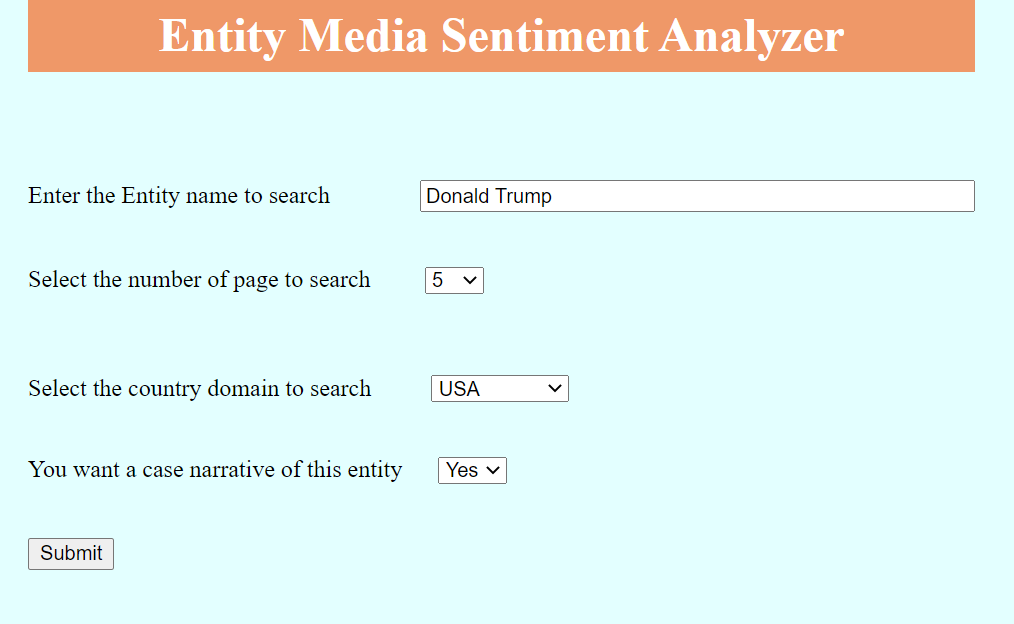 Entity Media Sentiment Analyzer
Enter the Entity name to search Donald Trump
Select the number of page to search 5
Select the country domain to search USA
You want a case narrative of this entity Yes
Submit